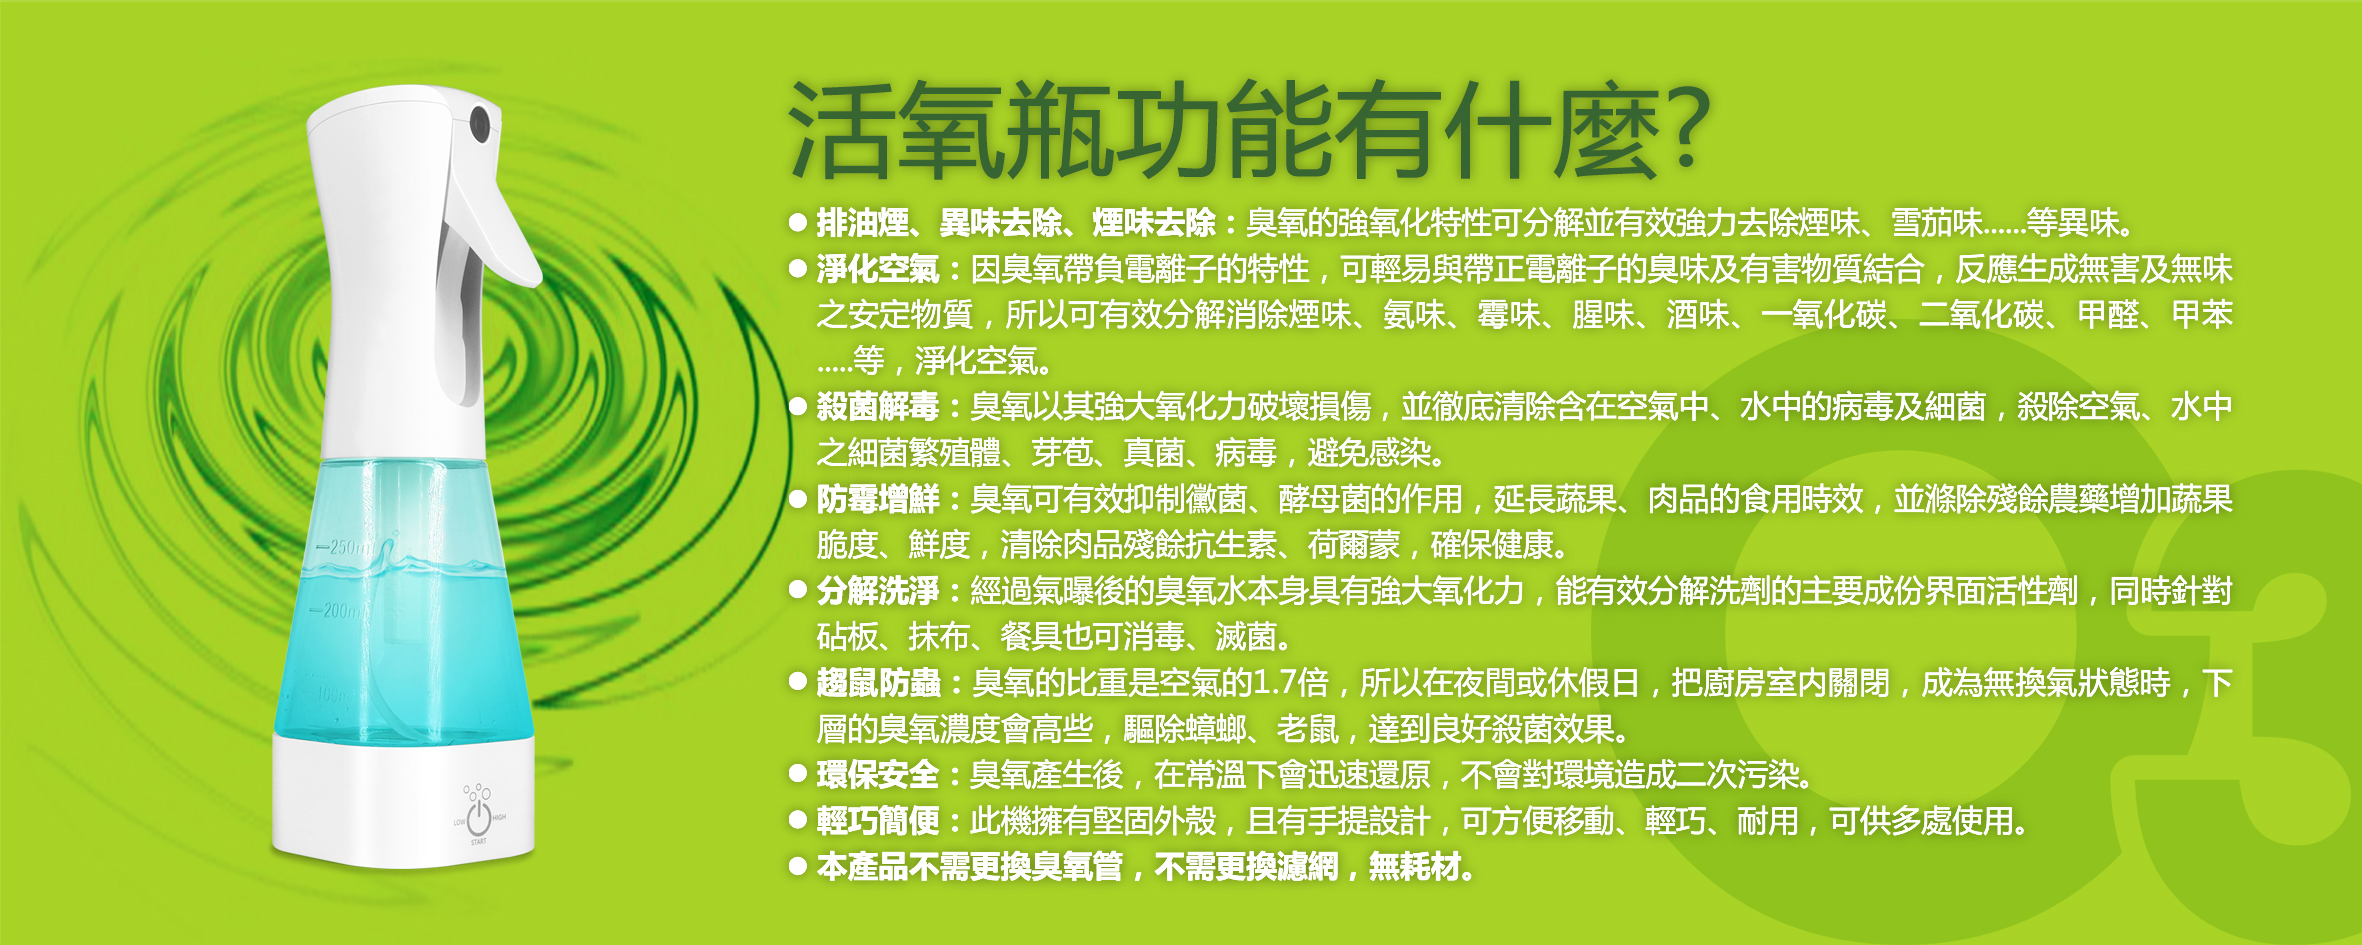 活氧瓶功能有什麼?
● 排油煙、異味去除、煙味去除：臭氧的強氧化特性可分解並有效強力去除煙味、雪茄味......等異味。
● 淨化空氣：因臭氧帶負電離子的特性，可輕易與帶正電離子的臭味及有害物質結合，反應生成無害及無味
之安定物質，所以可有效分解消除煙味、氨味、霉味、腥味、酒味、一氧化碳、二氧化碳、甲醛、甲苯
.....等，淨化空氣。
● 殺菌解毒：臭氧以其強大氧化力破壞損傷，並徹底清除含在空氣中、水中的病毒及細菌，殺除空氣、水中
之細菌繁殖體、芽苞、真菌、病毒，避免感染。
● 防霉增鮮：臭氧可有效抑制黴菌、酵母菌的作用，延長蔬果、肉品的食用時效，並滌除殘餘農藥增加蔬果
脆度、鮮度，清除肉品殘餘抗生素、荷爾蒙，確保健康。
● 分解洗淨：經過氣曝後的臭氧水本身具有強大氧化力，能有效分解洗劑的主要成份界面活性劑，同時針對
砧板、抹布、餐具也可消毒、滅菌。
● 趨鼠防蟲：臭氧的比重是空氣的1.7倍，所以在夜間或休假日，把廚房室內關閉，成為無換氣狀態時，下
層的臭氧濃度會高些，驅除蟑螂、老鼠，達到良好殺菌效果。
● 環保安全：臭氧產生後，在常溫下會迅速還原，不會對環境造成二次污染。
● 輕巧簡便：此機擁有堅固外殼，且有手提設計，可方便移動、輕巧、耐用，可供多處使用。
● 本產品不需更換臭氧管，不需更換濾網，無耗材。
—250ml
—200ml
100ml
LOW
HIGH
START
O3